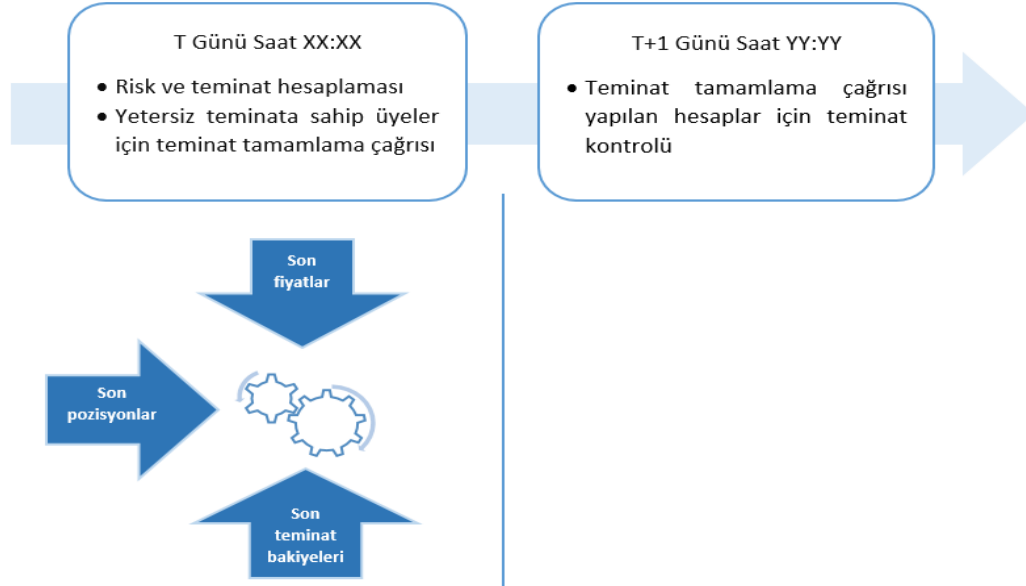 T Günü Saat XX:XX
• Risk ve teminat hesaplaması
• Yetersiz teminata sahip üyeler
için teminat tamamlama çağrısı
T+1 Günü Saat YY:YY
• Teminat tamamlama çağrısı
yapılan hesaplar için teminat
kontrolü
Son
fiyatlar
Son
pozisyonlar
Son
teminat
bakiyeleri